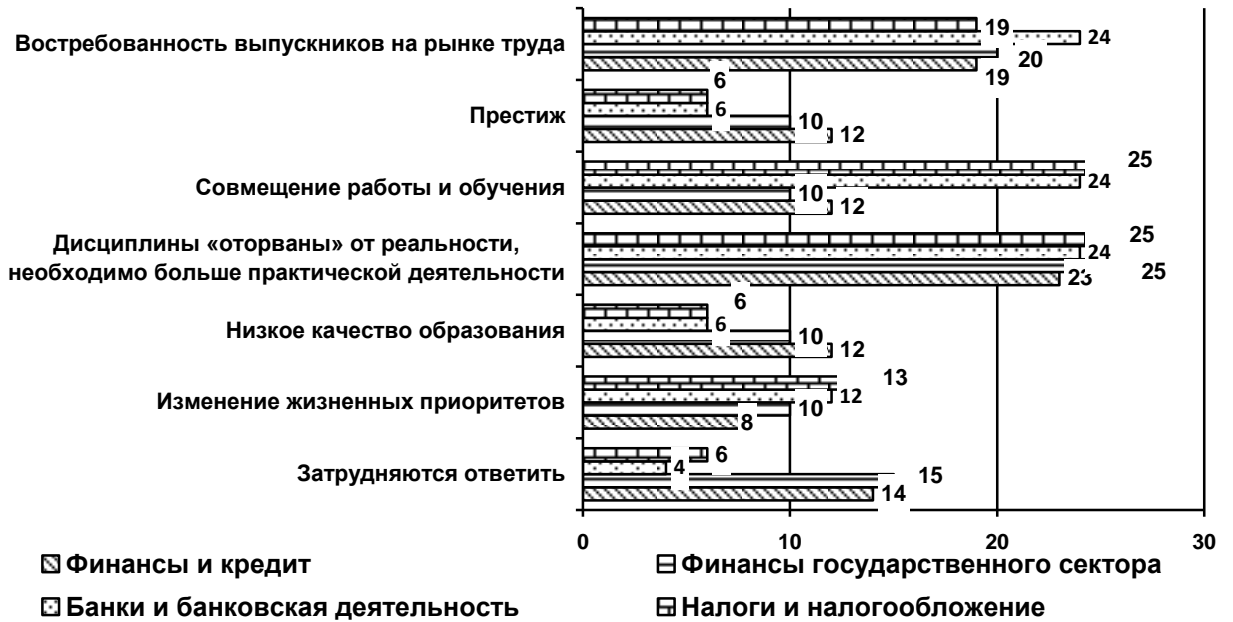 Востребованность выпускников на рынке труда
19
24
20
19
Престиж
6
6
10
12
Совмещение работы и обучения
25
24
10
12
Дисциплины «оторваны» от реальности,
необходимо больше практической деятельности
25
24
25
23
Низкое качество образования
6
6
10
12
Изменение жизненных приоритетов
13
12
10
8
Затрудняются ответить
6
4
15
14
0 10 20 30
Финансы и кредит
Финансы государственного сектора
Банки и банковская деятельность
Налоги и налогообложение